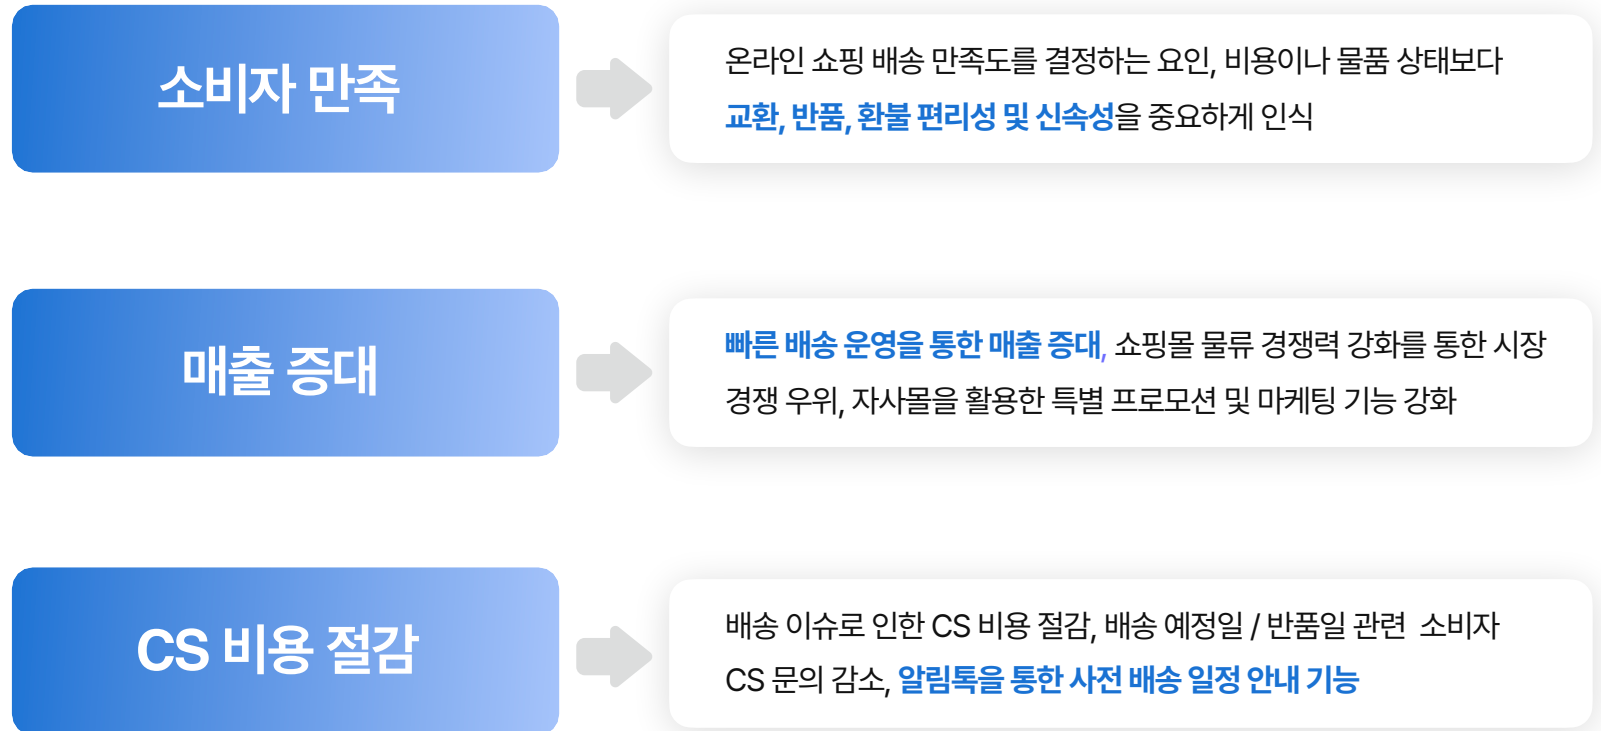 소비자 만족
온라인 쇼핑 배송 만족도를 결정하는 요인, 비용이나 물품 상태보다
교환, 반품, 환불 편리성 및 신속성을 중요하게 인식
매출 증대
빠른 배송 운영을 통한 매출 증대, 쇼핑몰 물류 경쟁력 강화를 통한 시장
경쟁 우위, 자사몰을 활용한 특별 프로모션 및 마케팅 기능 강화
CS 비용 절감
배송 이슈로 인한 CS 비용 절감, 배송 예정일 / 반품일 관련 소비자
CS 문의 감소, 알림톡을 통한 사전 배송 일정 안내 기능